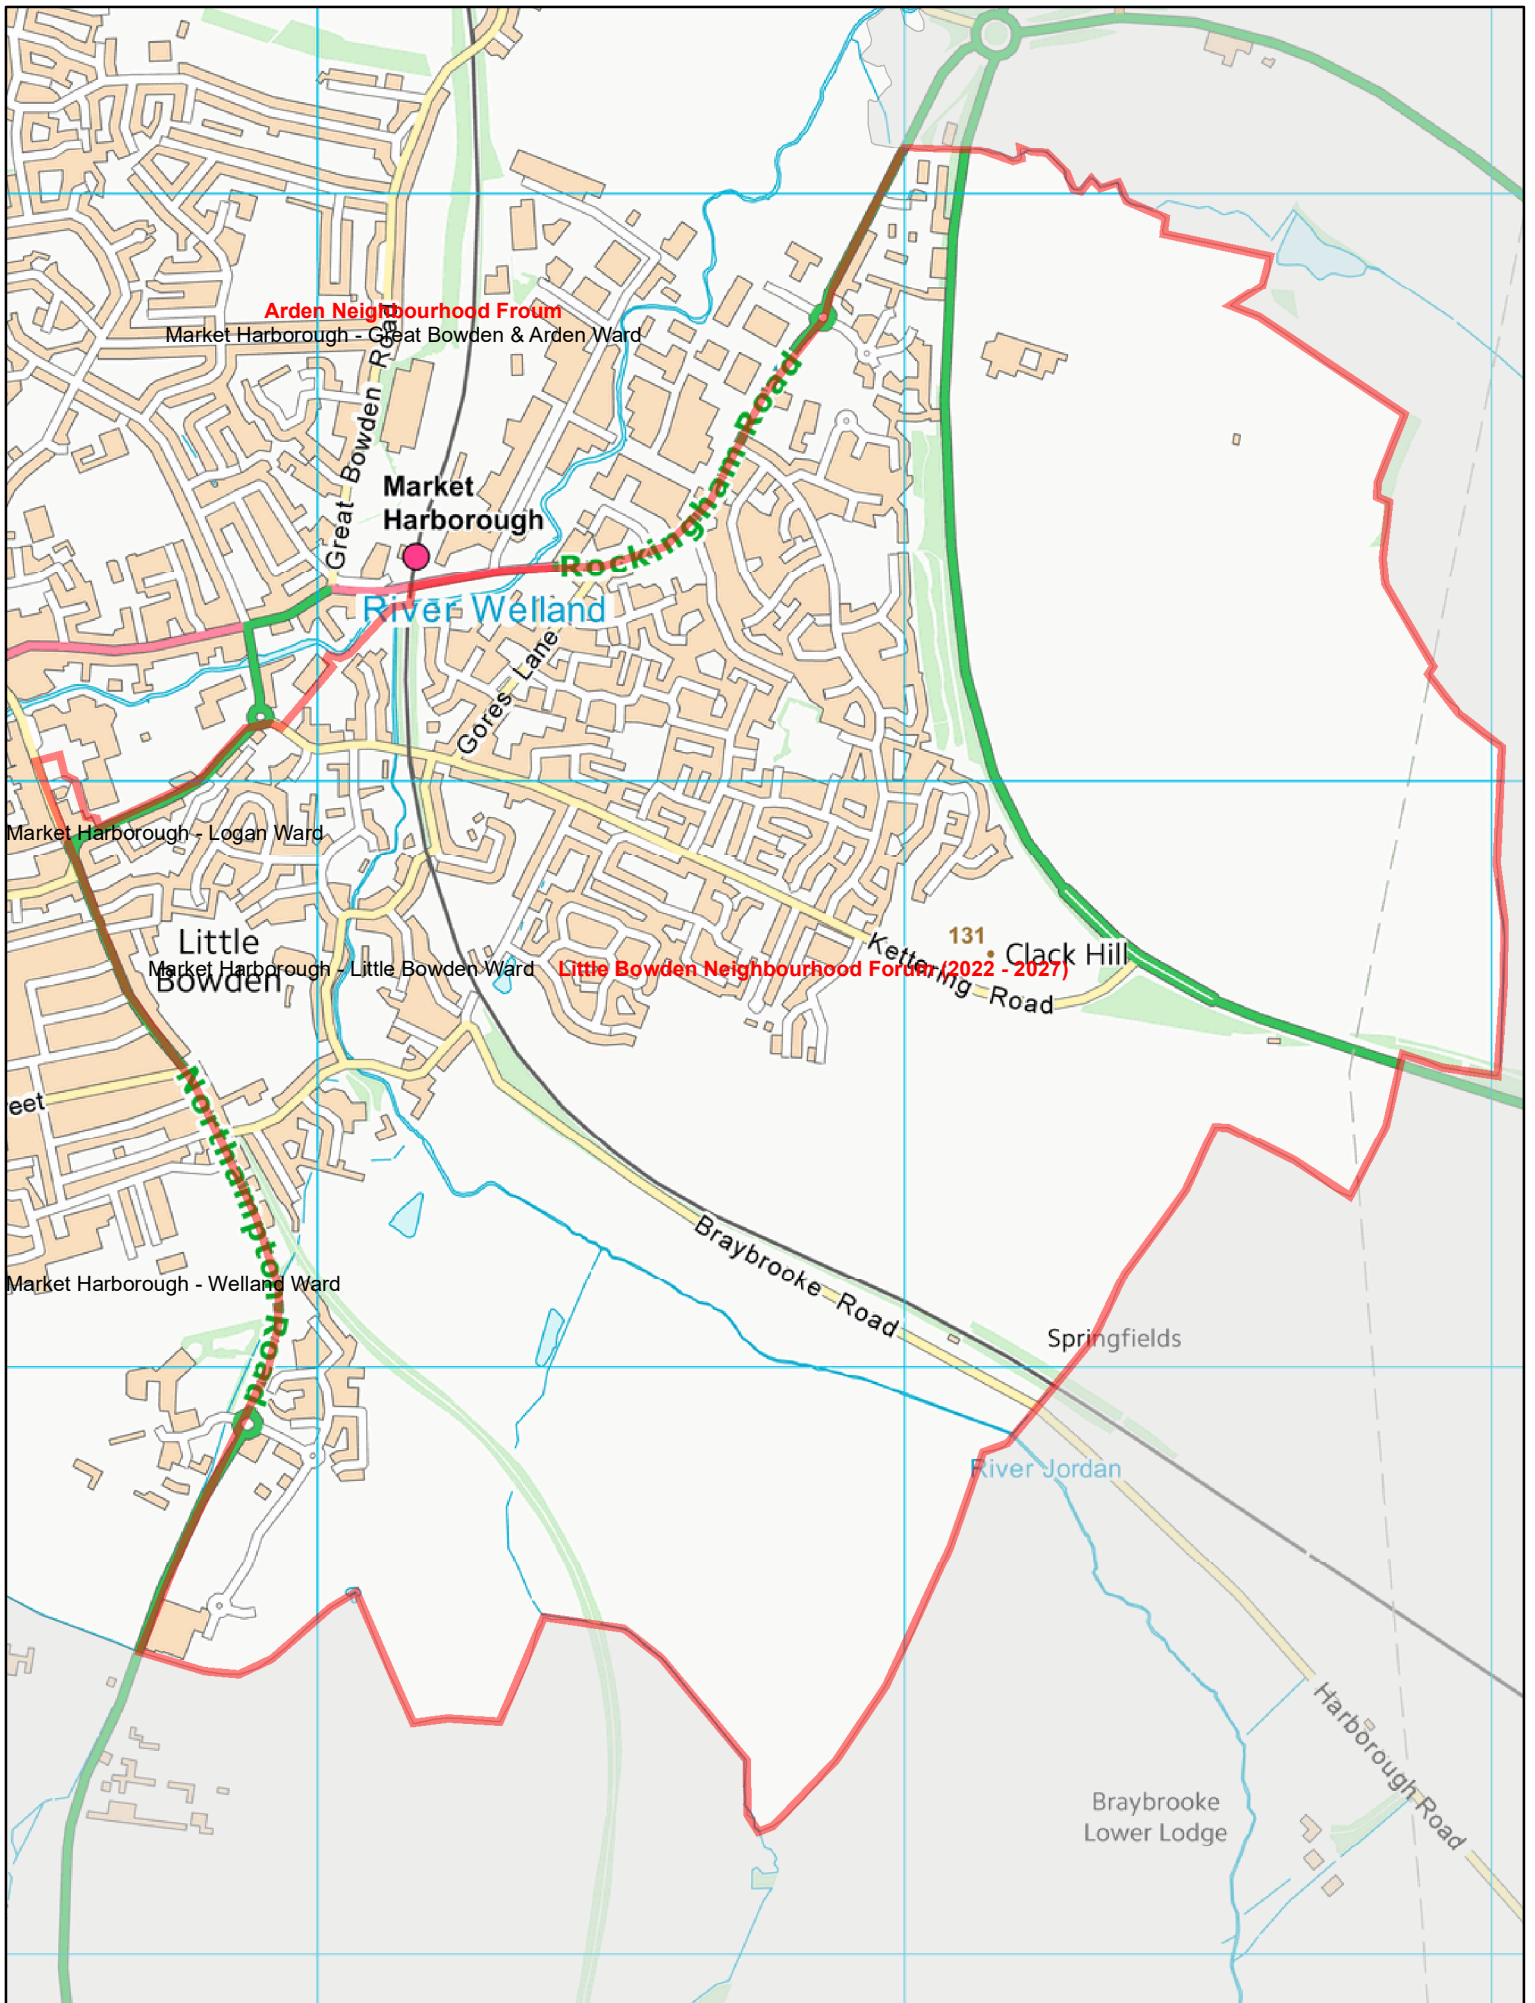 Arden Neighbourhood Froum
Market Harborough - Great Bowden & Arden Ward
Great Bowden Road
Rockingham Road
Market
Harborough
River Welland
Gores Lane
Market Harborough - Logan Ward
Little
Bowden
Market Harborough - Little Bowden Ward
Little Bowden Neighbourhood Forum (2022 - 2027)
131
Clack Hill
Kettering Road
eet
Northampton Road
Braybrooke Road
Market Harborough - Welland Ward
Springfields
River Jordan
Harborough Road
Braybrooke
Lower Lodge